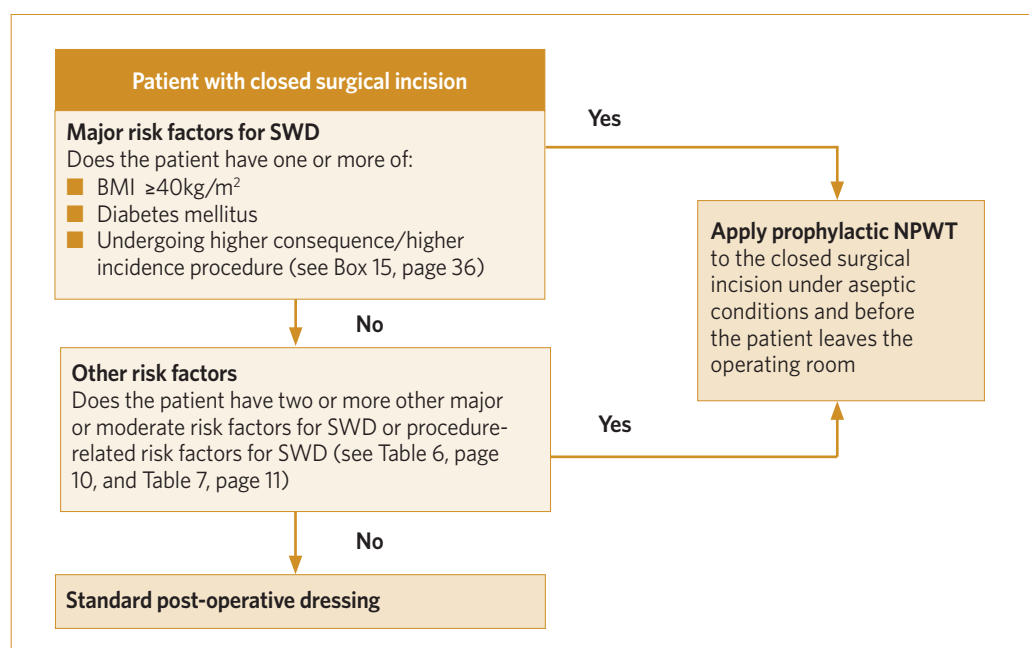 Patient with closed surgical incision
Major risk factors for SWD
Does the patient have one or more of:
■ BMI ≥40kg/m²
■ Diabetes mellitus
■ Undergoing higher consequence/higher
incidence procedure (see Box 15, page 36)
Yes
Apply prophylactic NPWT
to the closed surgical
incision under aseptic
conditions and before
the patient leaves the
operating room
No
Other risk factors
Does the patient have two or more other major
or moderate risk factors for SWD or procedure-
related risk factors for SWD (see Table 6, page
10, and Table 7, page 11)
Yes
No
Standard post-operative dressing